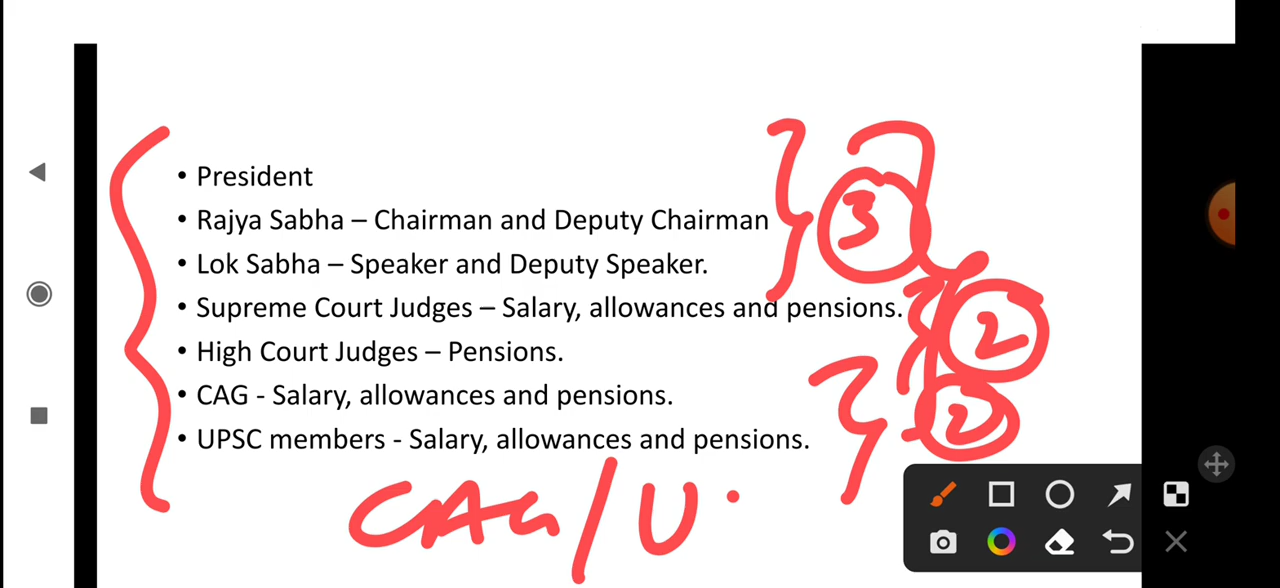 • President
• Rajya Sabha – Chairman and Deputy Chairman
• Lok Sabha – Speaker and Deputy Speaker.
• Supreme Court Judges – Salary, allowances and pensions.
• High Court Judges – Pensions.
• CAG - Salary, allowances and pensions.
• UPSC members - Salary, allowances and pensions.
3
2
2
CAG / U